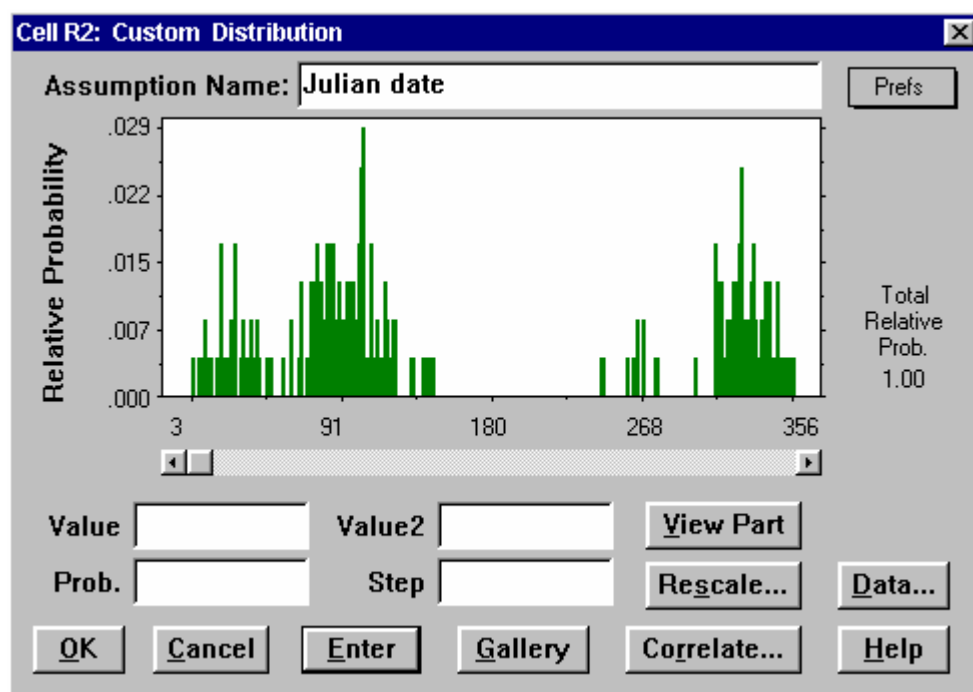 Cell R2: Custom Distribution
Assumption Name: Julian date
Prefs
Relative Probability
.029
.022
.015
.007
.000
3 91 180 268 356
Total
Relative
Prob.
1.00
Value Value2 View Part
Prob. Step Rescale... Data...
OK Cancel Enter Gallery Correlate... Help